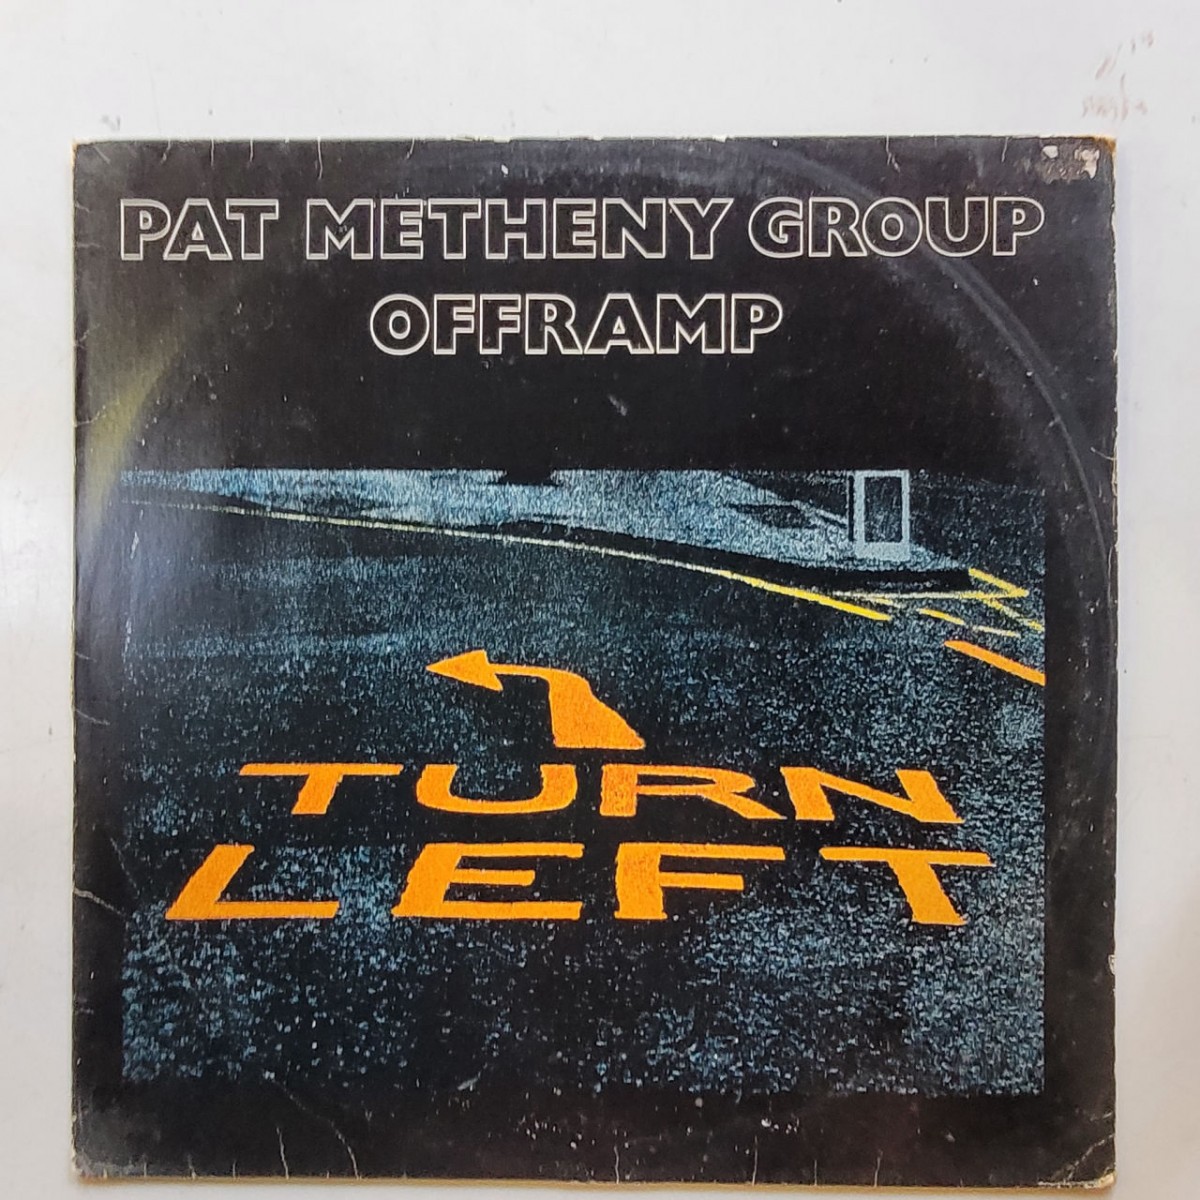 PAT METHENY GROUP
OFFRAMP
TURN
LEFT